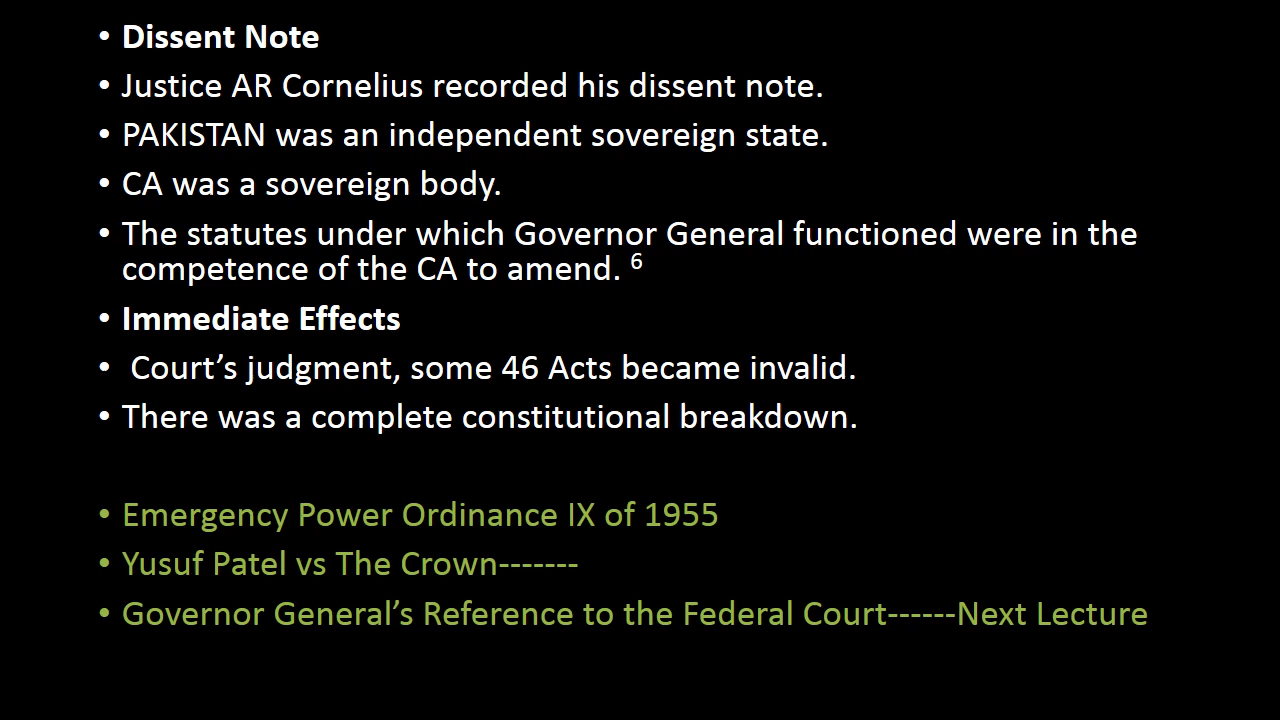 • Dissent Note
• Justice AR Cornelius recorded his dissent note.
• PAKISTAN was an independent sovereign state.
• CA was a sovereign body.
• The statutes under which Governor General functioned were in the
competence of the CA to amend. 6
• Immediate Effects
• Court’s judgment, some 46 Acts became invalid.
• There was a complete constitutional breakdown.
• Emergency Power Ordinance IX of 1955
• Yusuf Patel vs The Crown-------
• Governor General’s Reference to the Federal Court------Next Lecture